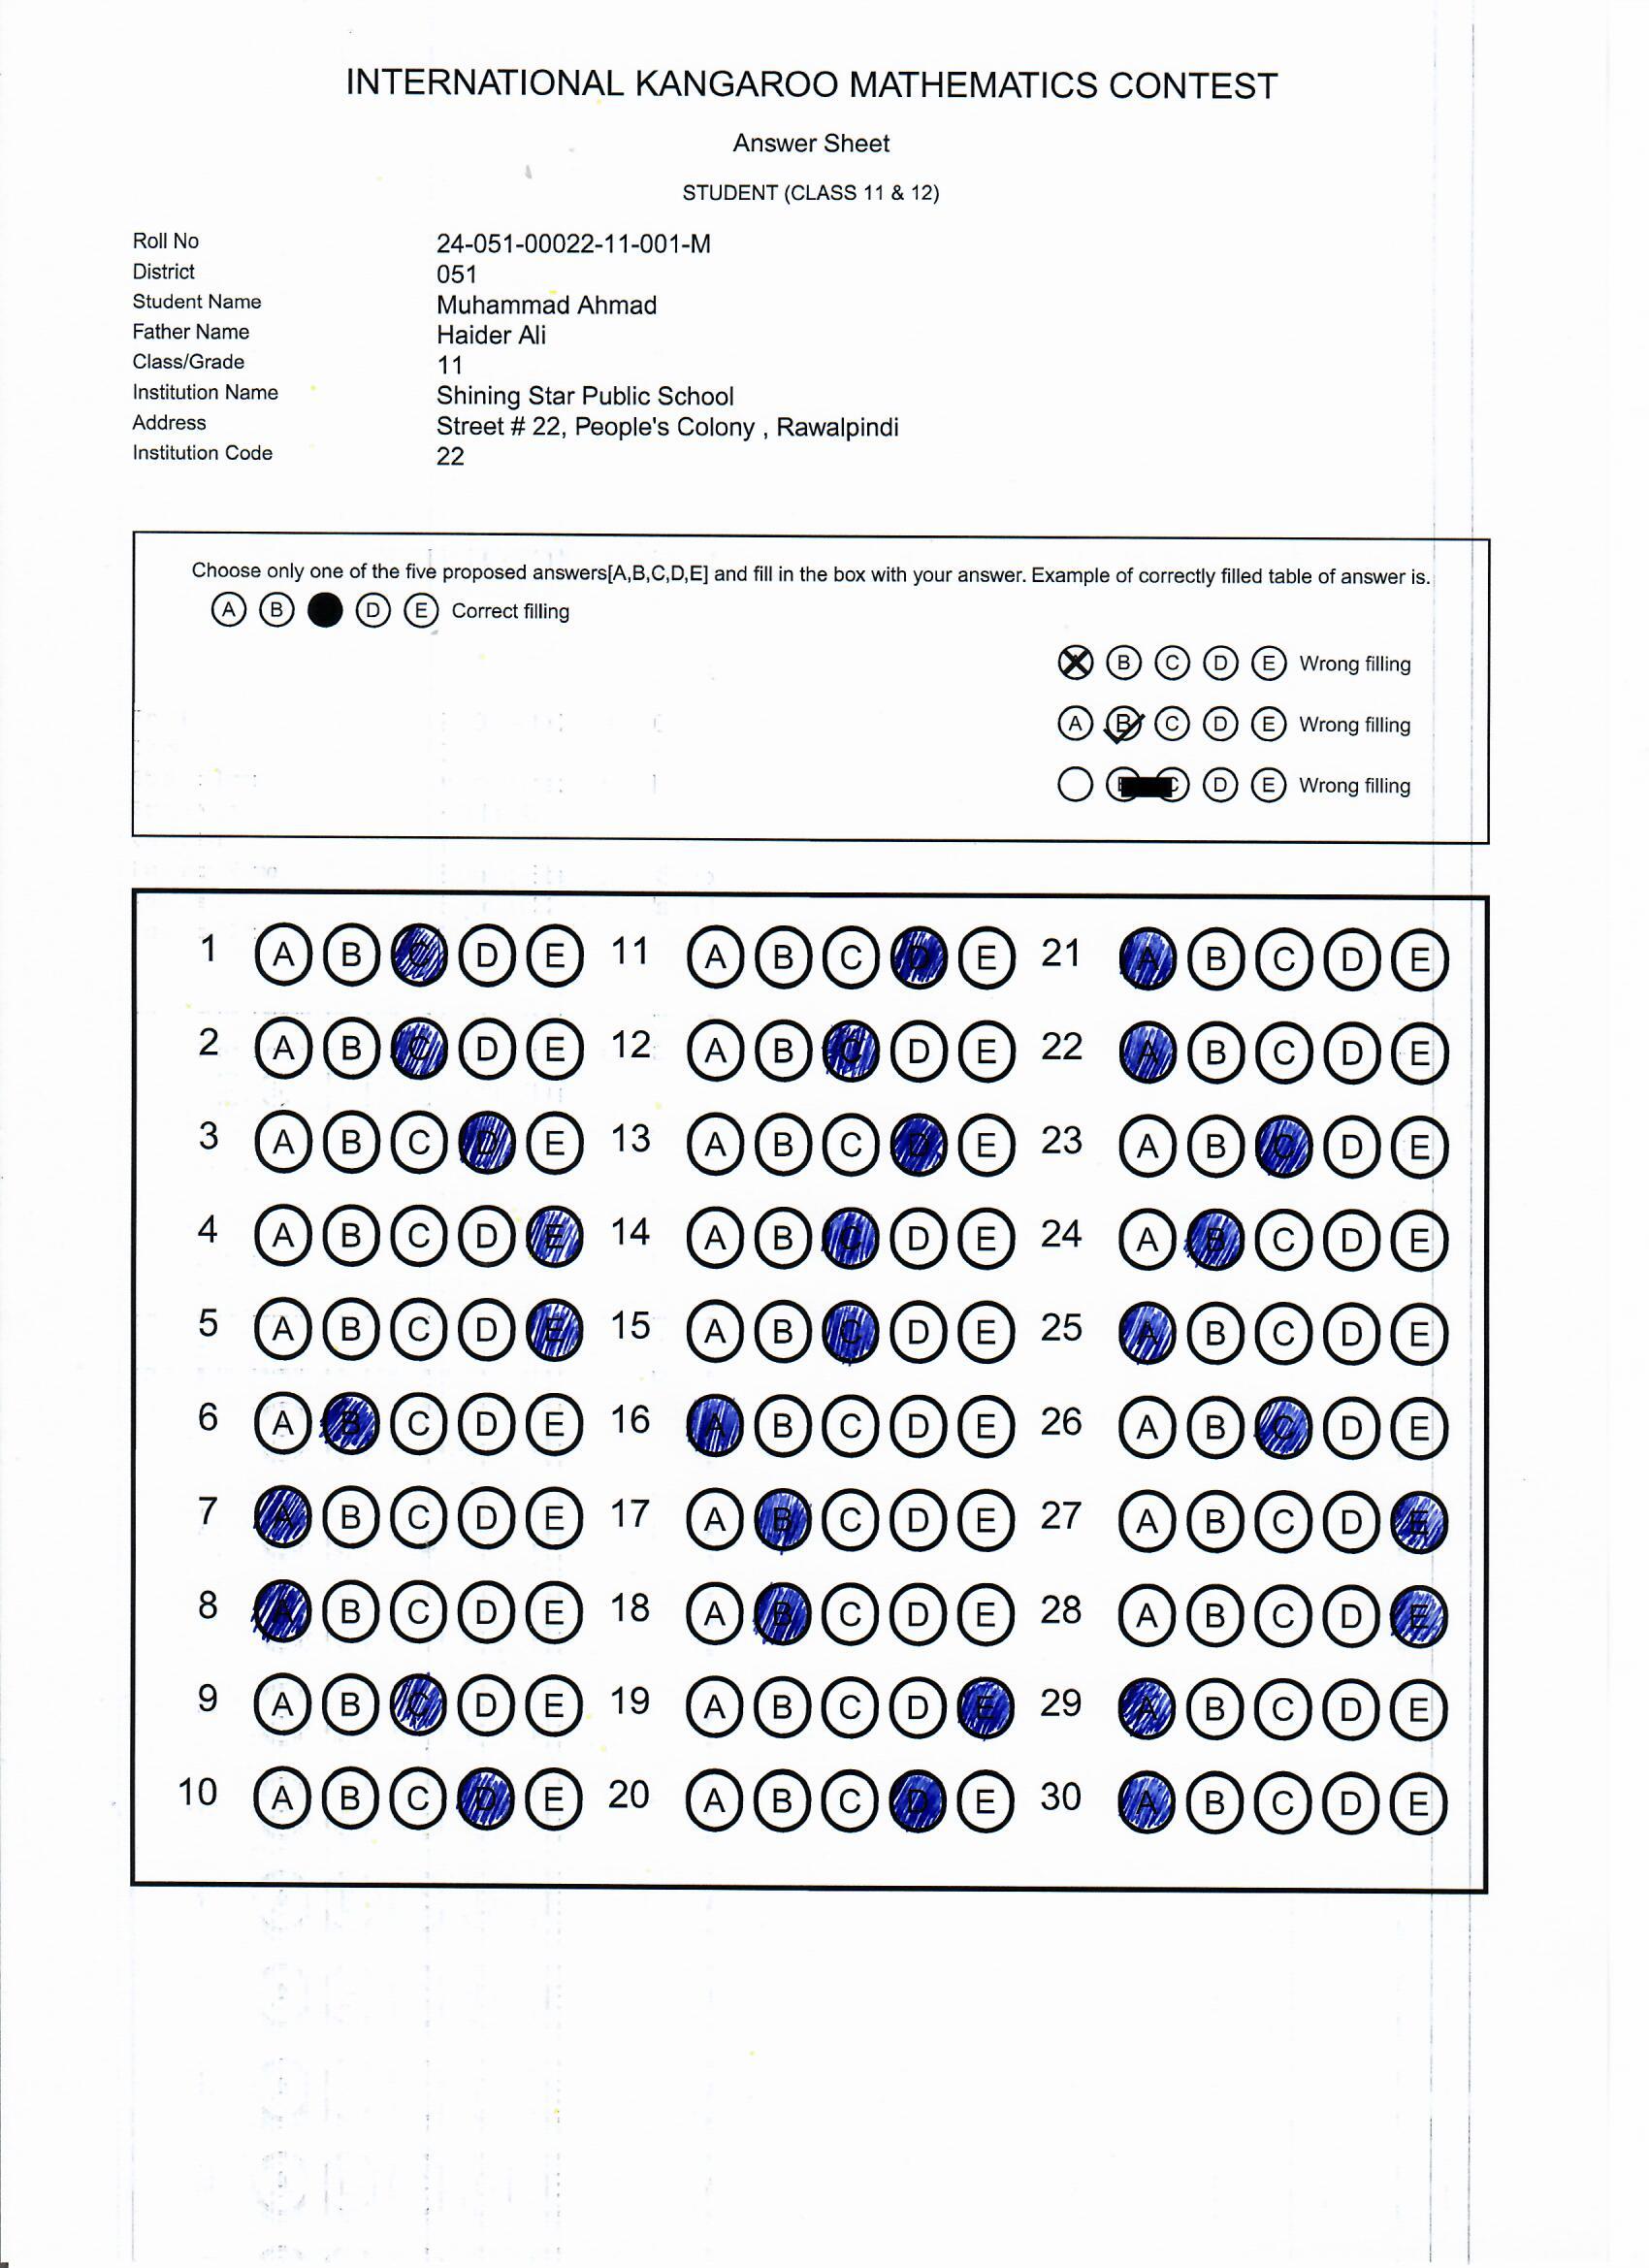 INTERNATIONAL KANGAROO MATHEMATICS CONTEST
Answer Sheet
STUDENT (CLASS 11 & 12)
Roll No 24-051-00022-11-001-M
District 051
Student Name Muhammad Ahmad
Father Name Haider Ali
Class/Grade 11
Institution Name Shining Star Public School
Address Street # 22, People's Colony , Rawalpindi
Institution Code 22
Choose only one of the five proposed answers[A,B,C,D,E] and fill in the box with your answer. Example of correctly filled table of answer is.
A B D E Correct filling
B C D E Wrong filling
A B C D E Wrong filling
C D E Wrong filling
1 A B C D E 11 A B C D E 21 A B C D E
2 A B C D E 12 A B C D E 22 A B C D E
3 A B C D E 13 A B C D E 23 A B C D E
4 A B C D E 14 A B C D E 24 A B C D E
5 A B C D E 15 A B C D E 25 A B C D E
6 A B C D E 16 A B C D E 26 A B C D E
7 A B C D E 17 A B C D E 27 A B C D E
8 A B C D E 18 A B C D E 28 A B C D E
9 A B C D E 19 A B C D E 29 A B C D E
10 A B C D E 20 A B C D E 30 A B C D E